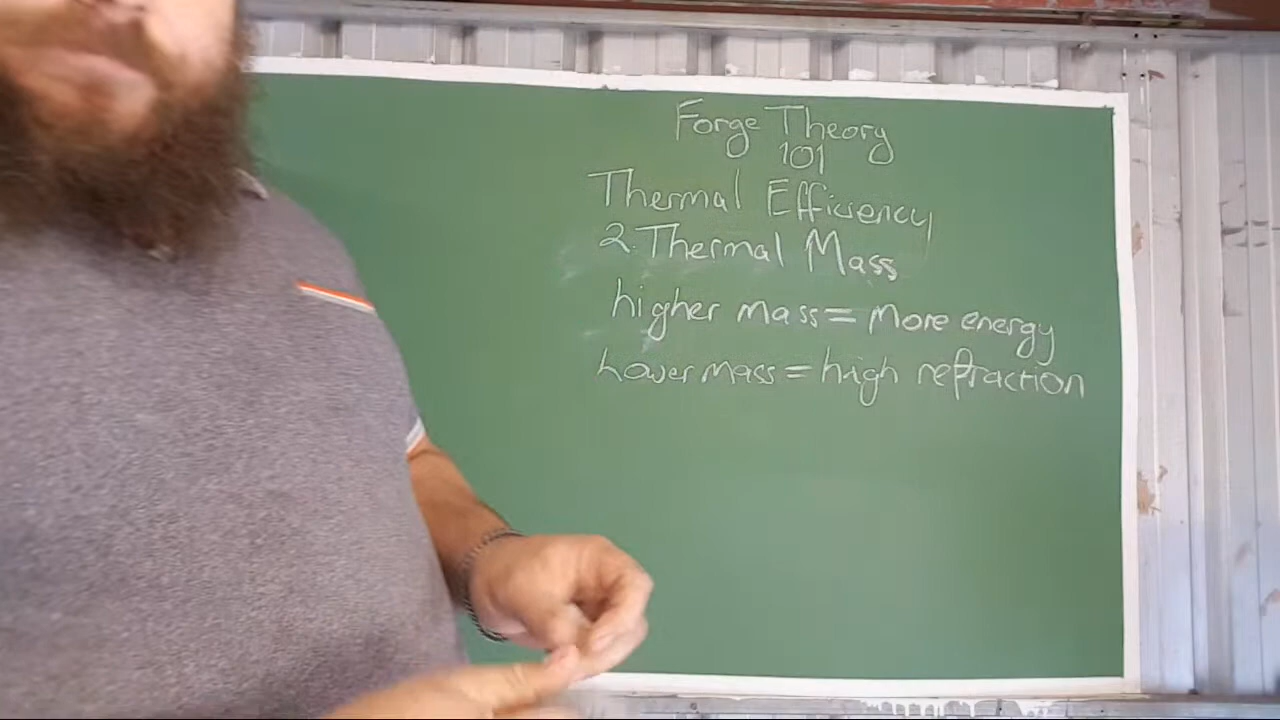 Forge Theory
101
Thermal Efficiency
2. Thermal Mass
higher mass = More energy
Lower mass = high refraction